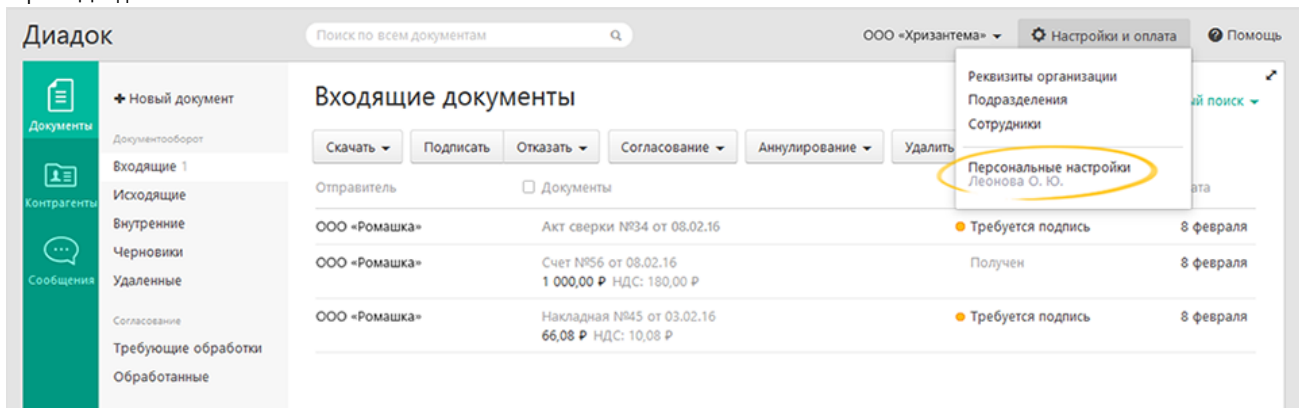 Диадок
Поиск по всем документам
ООО «Хризантема»
Настройки и оплата
Помощь
Реквизиты организации
Подразделения
Сотрудники
Персональные настройки
Леонова О. Ю.
Документы
Контрагенты
Сообщения
Новый документ
Документооборот
Входящие 1
Исходящие
Внутренние
Черновики
Удаленные
Согласование
Требующие обработки
Обработанные
Входящие документы
поиск
Скачать Подписать Отказать Согласование Аннулирование Удалить
Отправитель Документы
ООО «Ромашка» Акт сверки №34 от 08.02.16 Требуется подпись 8 февраля
ООО «Ромашка» Счет №56 от 08.02.16 Получен 8 февраля
1 000,00 ₽ НДС: 180,00 ₽
ООО «Ромашка» Накладная №45 от 03.02.16 Требуется подпись 8 февраля
66,08 ₽ НДС: 10,08 ₽